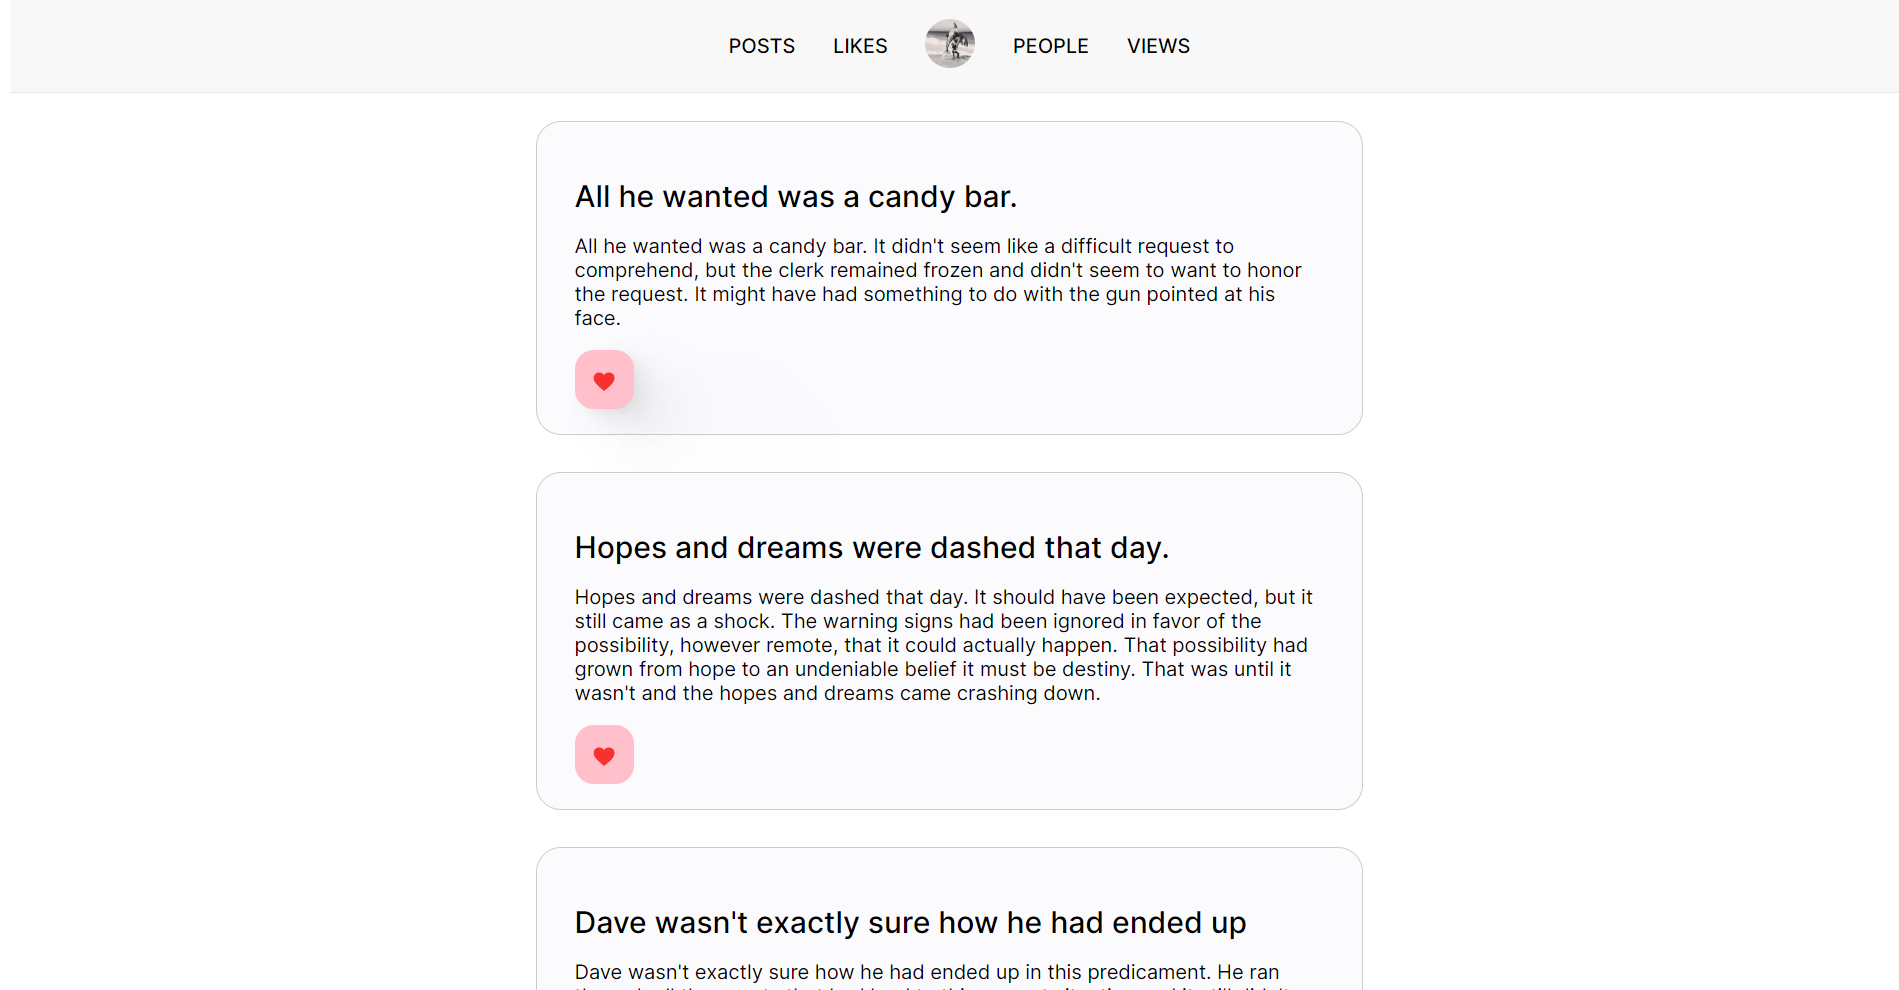 POSTS LIKES PEOPLE VIEWS
All he wanted was a candy bar.
All he wanted was a candy bar. It didn't seem like a difficult request to
comprehend, but the clerk remained frozen and didn't seem to want to honor
the request. It might have had something to do with the gun pointed at his
face.
Hopes and dreams were dashed that day.
Hopes and dreams were dashed that day. It should have been expected, but it
still came as a shock. The warning signs had been ignored in favor of the
possibility, however remote, that it could actually happen. That possibility had
grown from hope to an undeniable belief it must be destiny. That was until it
wasn't and the hopes and dreams came crashing down.
Dave wasn't exactly sure how he had ended up
Dave wasn't exactly sure how he had ended up in this predicament. He ran